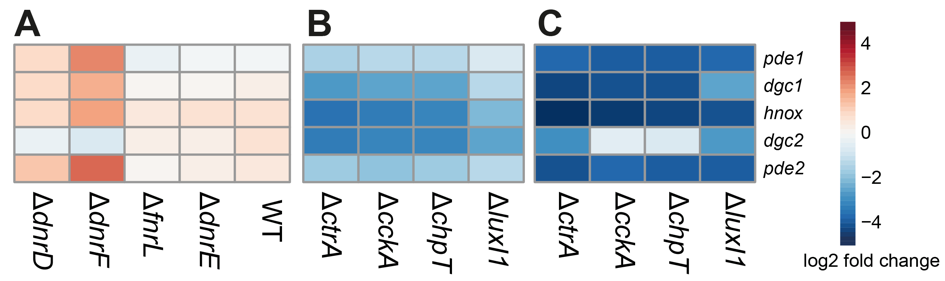 A
B
C
pde1
dgc1
hnox
dgc2
pde2
ΔdnrD
ΔdnrF
ΔfnrL
ΔdnrE
WT
ΔctrA
ΔcckA
ΔchpT
ΔluxI1
ΔctrA
ΔcckA
ΔchpT
ΔluxI1
4
2
0
−2
−4
log2 fold change